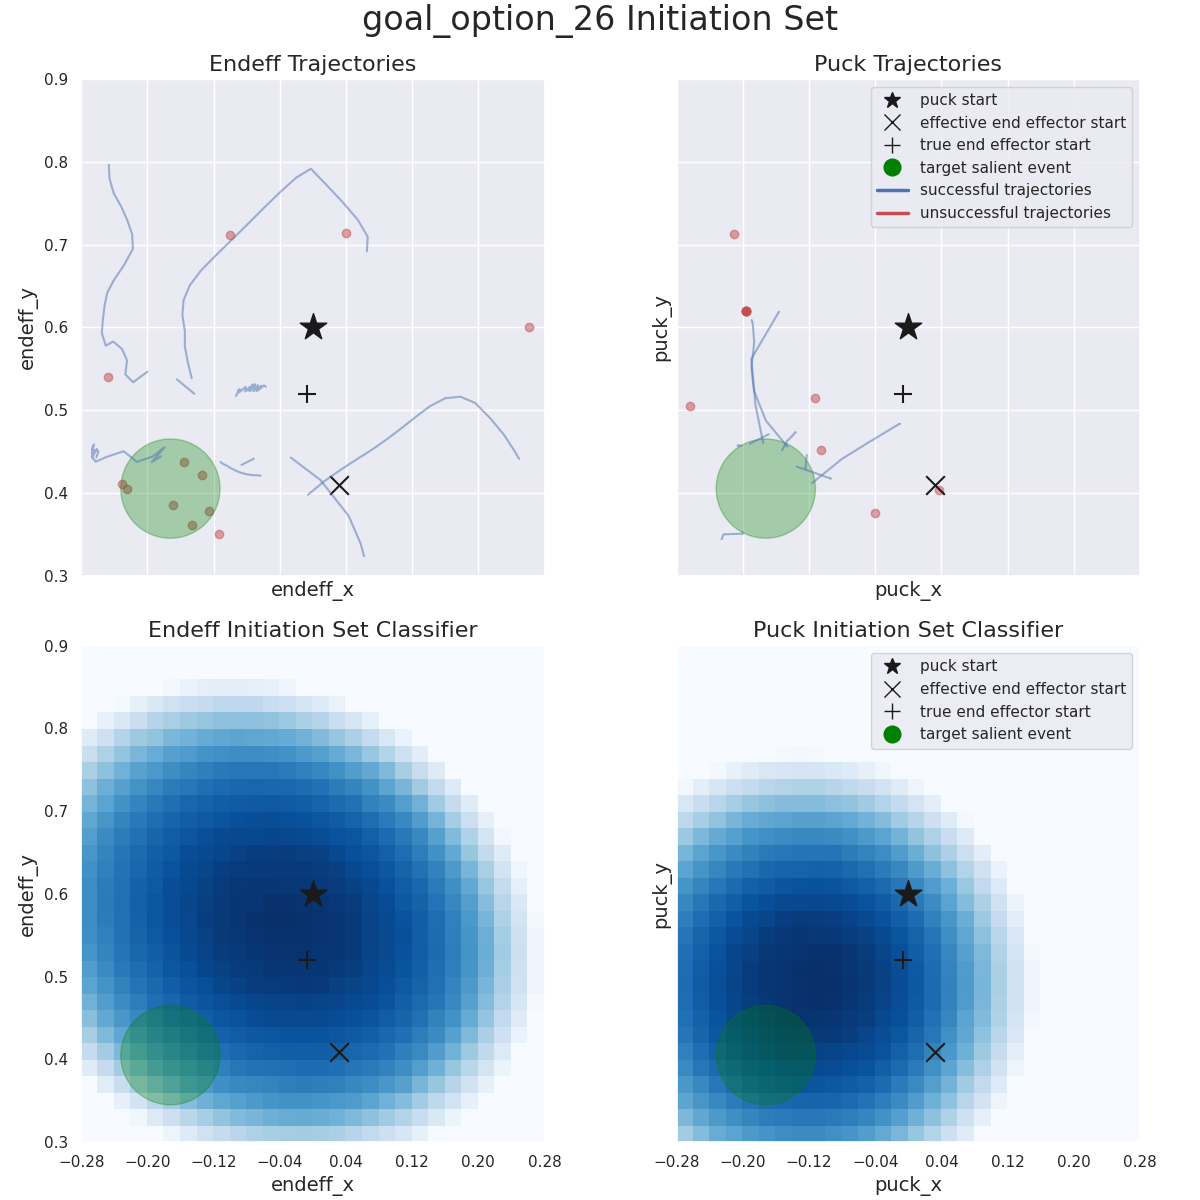 goal_option_26 Initiation Set
Endeff Trajectories
Puck Trajectories
0.9
0.8
0.7
0.6
0.5
0.4
0.3
endeff_y
endeff_x
puck start
effective end effector start
true end effector start
target salient event
successful trajectories
unsuccessful trajectories
puck_y
puck_x
Endeff Initiation Set Classifier
Puck Initiation Set Classifier
0.9
0.8
0.7
0.6
0.5
0.4
0.3
endeff_y
−0.28 −0.20 −0.12 −0.04 0.04 0.12 0.20 0.28
endeff_x
puck start
effective end effector start
true end effector start
target salient event
puck_y
−0.28 −0.20 −0.12 −0.04 0.04 0.12 0.20 0.28
puck_x